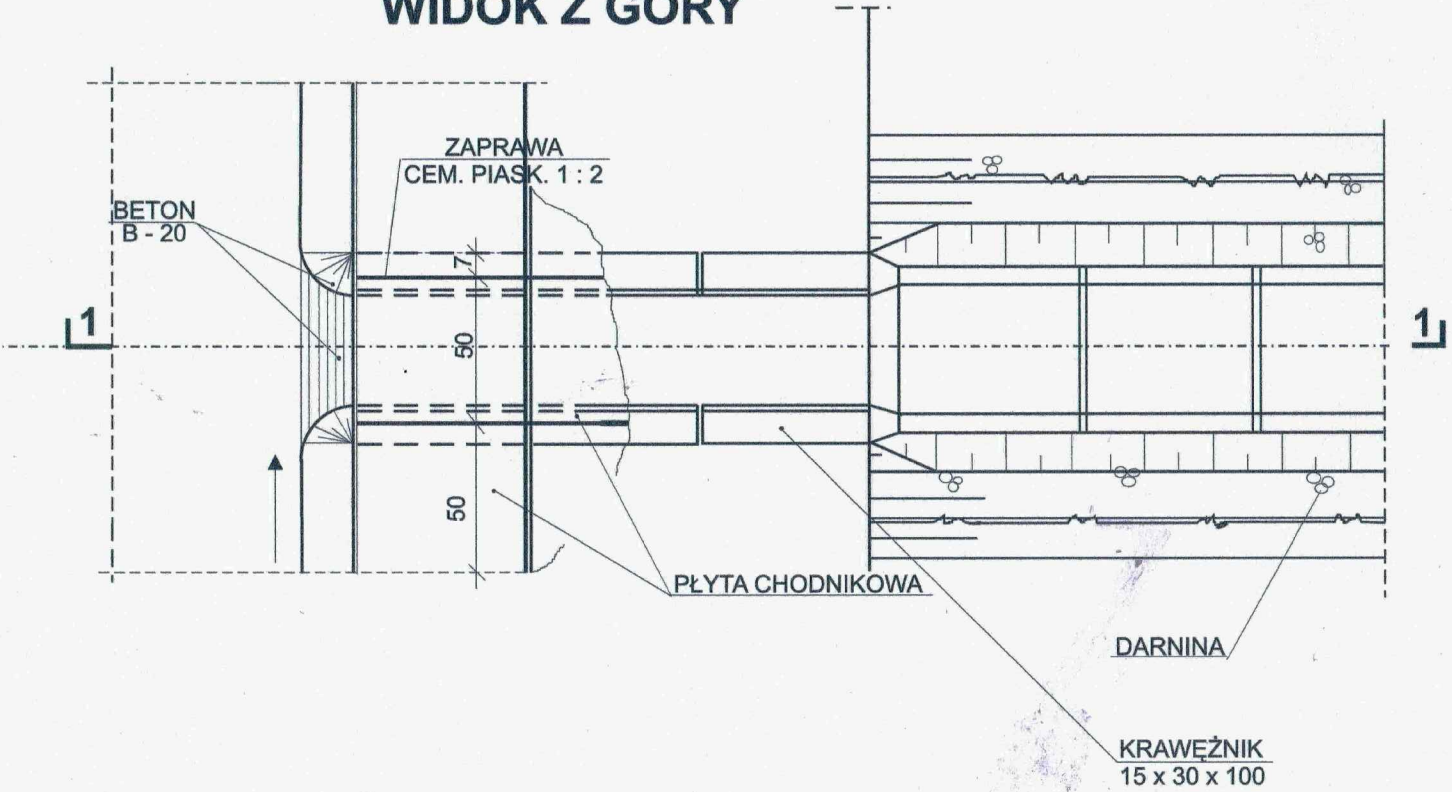 WIDOK Z GÓRY
ZAPRAWA
CEM. PIASK. 1 : 2
BETON
B - 20
7
1
50
1
50
PŁYTA CHODNIKOWA
DARNINA
KRAWĘŻNIK
15 x 30 x 100